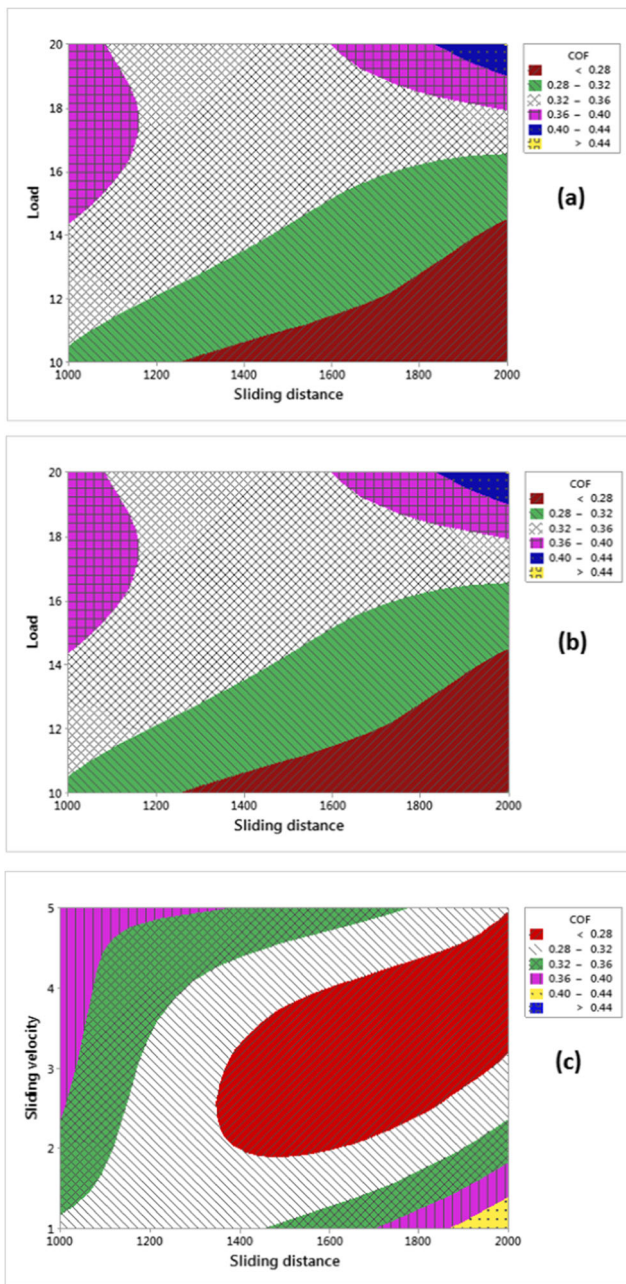 COF
< 0.28
0.28 – 0.32
0.32 – 0.36
0.36 – 0.40
0.40 – 0.44
> 0.44
(a)
Load
20
18
16
14
12
10
1000 1200 1400 1600 1800 2000
Sliding distance
COF
< 0.28
0.28 – 0.32
0.32 – 0.36
0.36 – 0.40
0.40 – 0.44
> 0.44
(b)
Load
20
18
16
14
12
10
1000 1200 1400 1600 1800 2000
Sliding distance
COF
< 0.28
0.28 – 0.32
0.32 – 0.36
0.36 – 0.40
0.40 – 0.44
> 0.44
(c)
Sliding velocity
5
4
3
2
1
1000 1200 1400 1600 1800 2000
Sliding distance